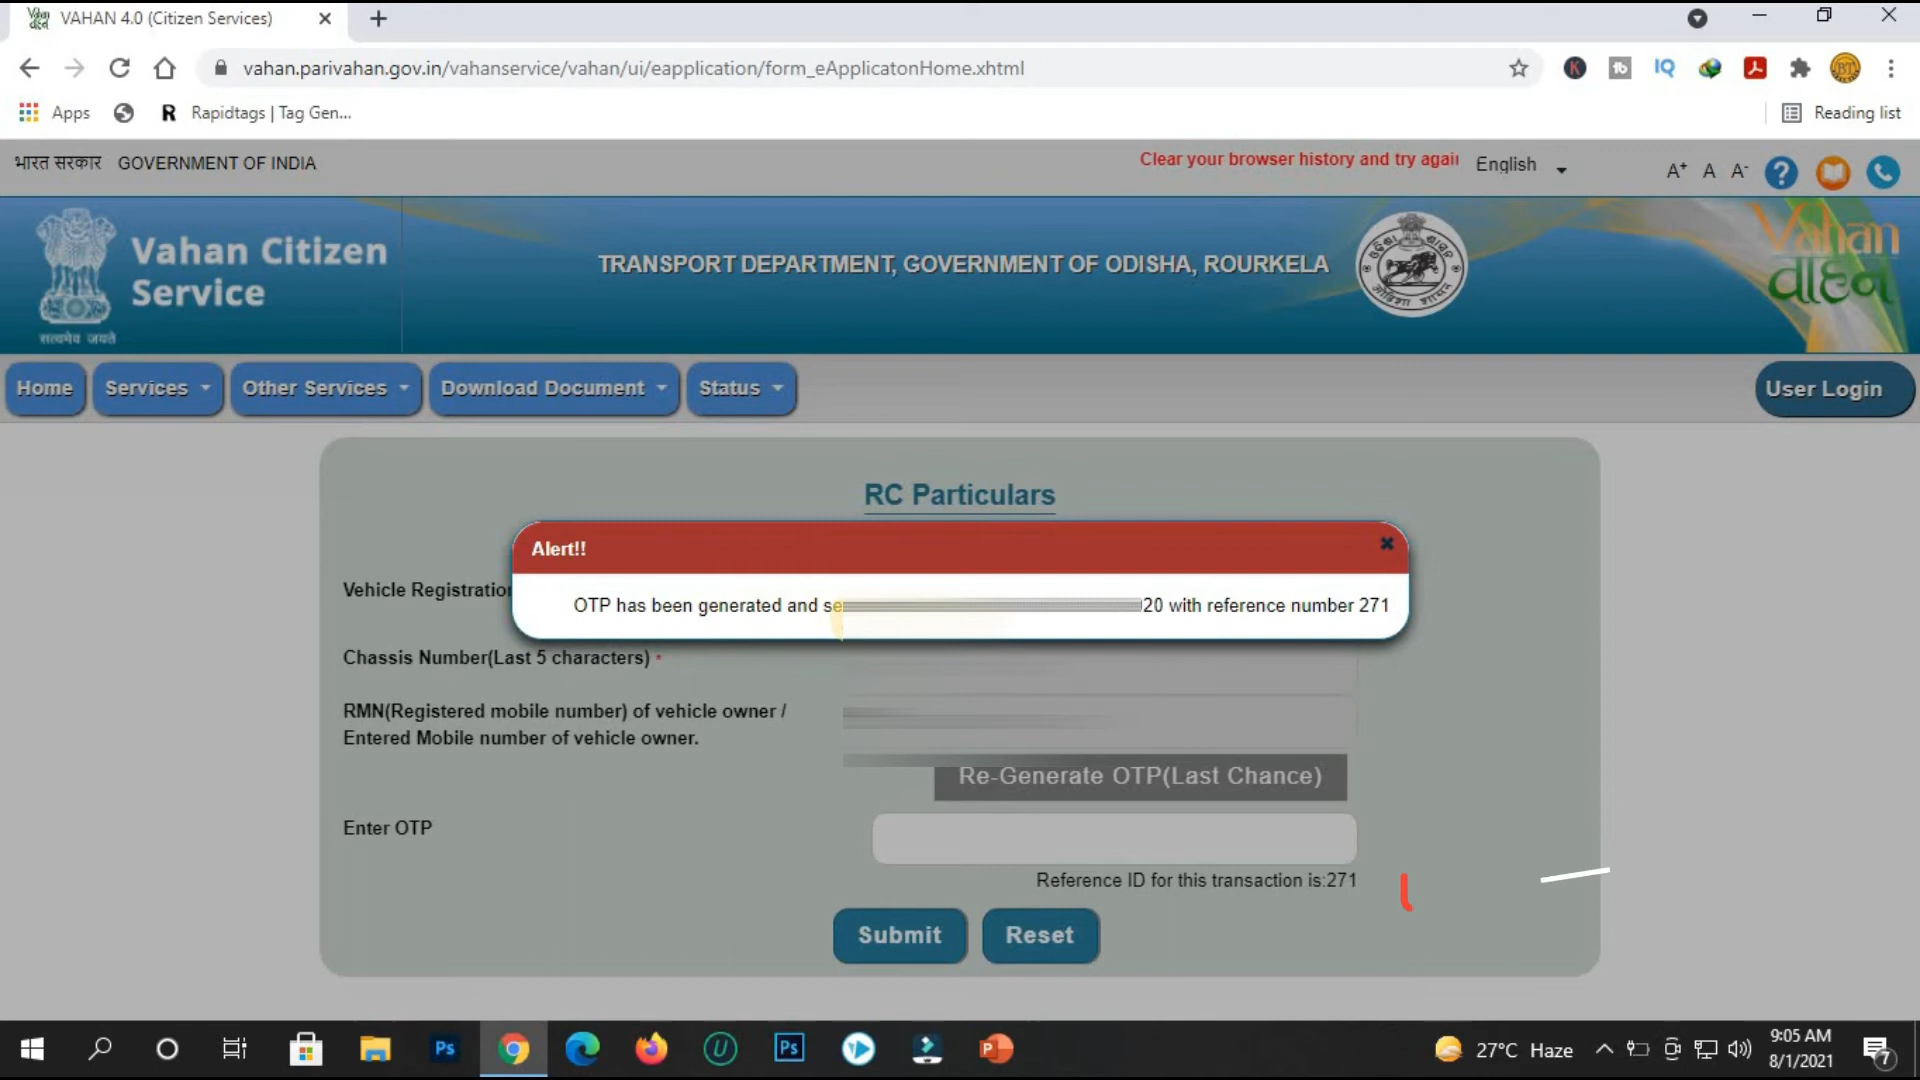 VAHAN 4.0 (Citizen Services)
vahan.parivahan.gov.in/vahanservice/vahan/ui/eapplication/form_eApplicatonHome.xhtml
Apps
R Rapidtags | Tag Gen...
Reading list
भारत सरकार GOVERNMENT OF INDIA
Clear your browser history and try again
English
A+ A A-
Vahan Citizen
Service
सत्यमेव जयते
TRANSPORT DEPARTMENT, GOVERNMENT OF ODISHA, ROURKELA
Vahan
वाहन
Home
Services
Other Services
Download Document
Status
User Login
RC Particulars
Alert!!
OTP has been generated and se 20 with reference number 271
Vehicle Registration
Chassis Number(Last 5 characters) *
RMN(Registered mobile number) of vehicle owner /
Entered Mobile number of vehicle owner.
Re-Generate OTP(Last Chance)
Enter OTP
Reference ID for this transaction is:271
Submit
Reset
27°C Haze
9:05 AM
8/1/2021
7